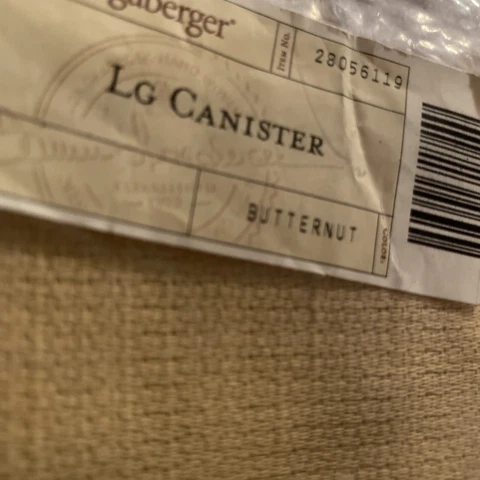 gaberger®
ITEM NO.
28056119
LG CANISTER
BUTTERNUT
COLOR: